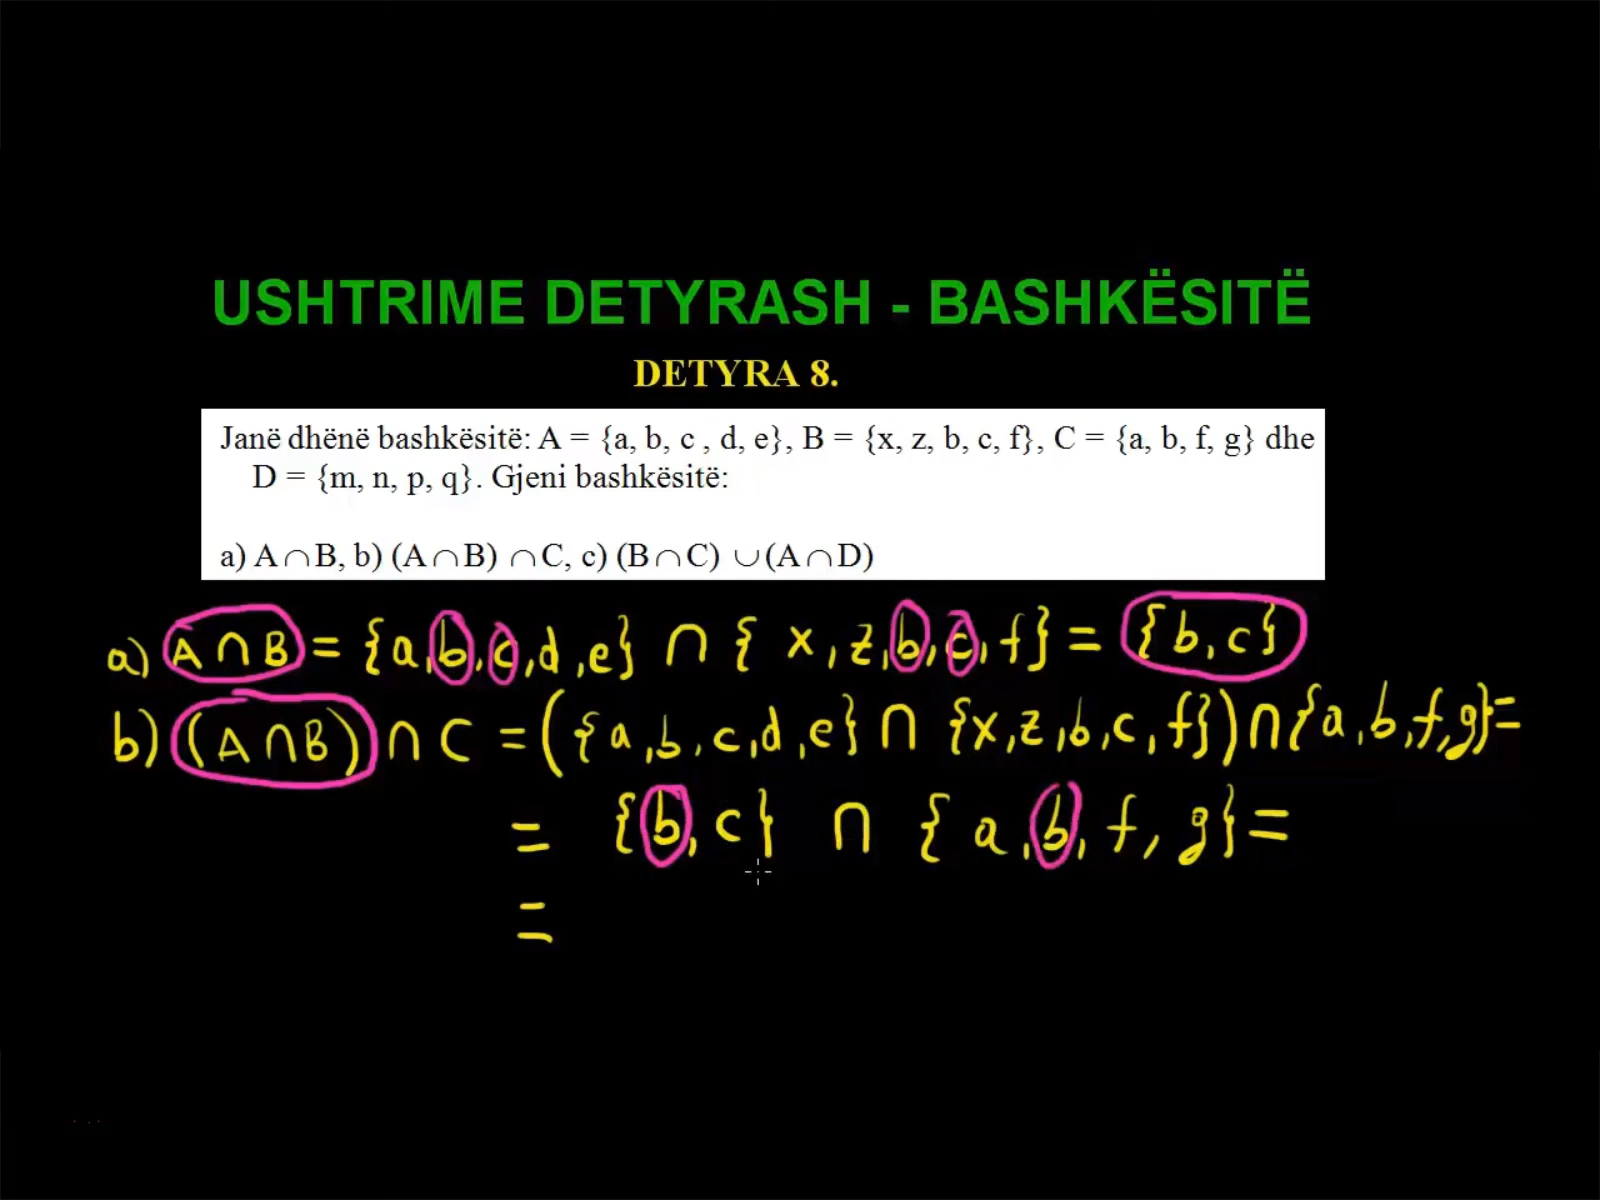 USHTRIME DETYRASH - BASHKËSITË
DETYRA 8.
Janë dhënë bashkësitë: A = {a, b, c , d, e}, B = {x, z, b, c, f}, C = {a, b, f, g} dhe
D = {m, n, p, q}. Gjeni bashkësitë:
a) A∩B, b) (A∩B) ∩C, c) (B∩C) ∪(A∩D)
a) A∩B = {a,b,c,d,e} ∩ { x,z,b,c,f} = {b,c}
b) (A∩B)∩C = ({a,b,c,d,e}∩{x,z,b,c,f})∩{a,b,f,g}=
= {b,c} ∩ {a,b,f,g}=
=